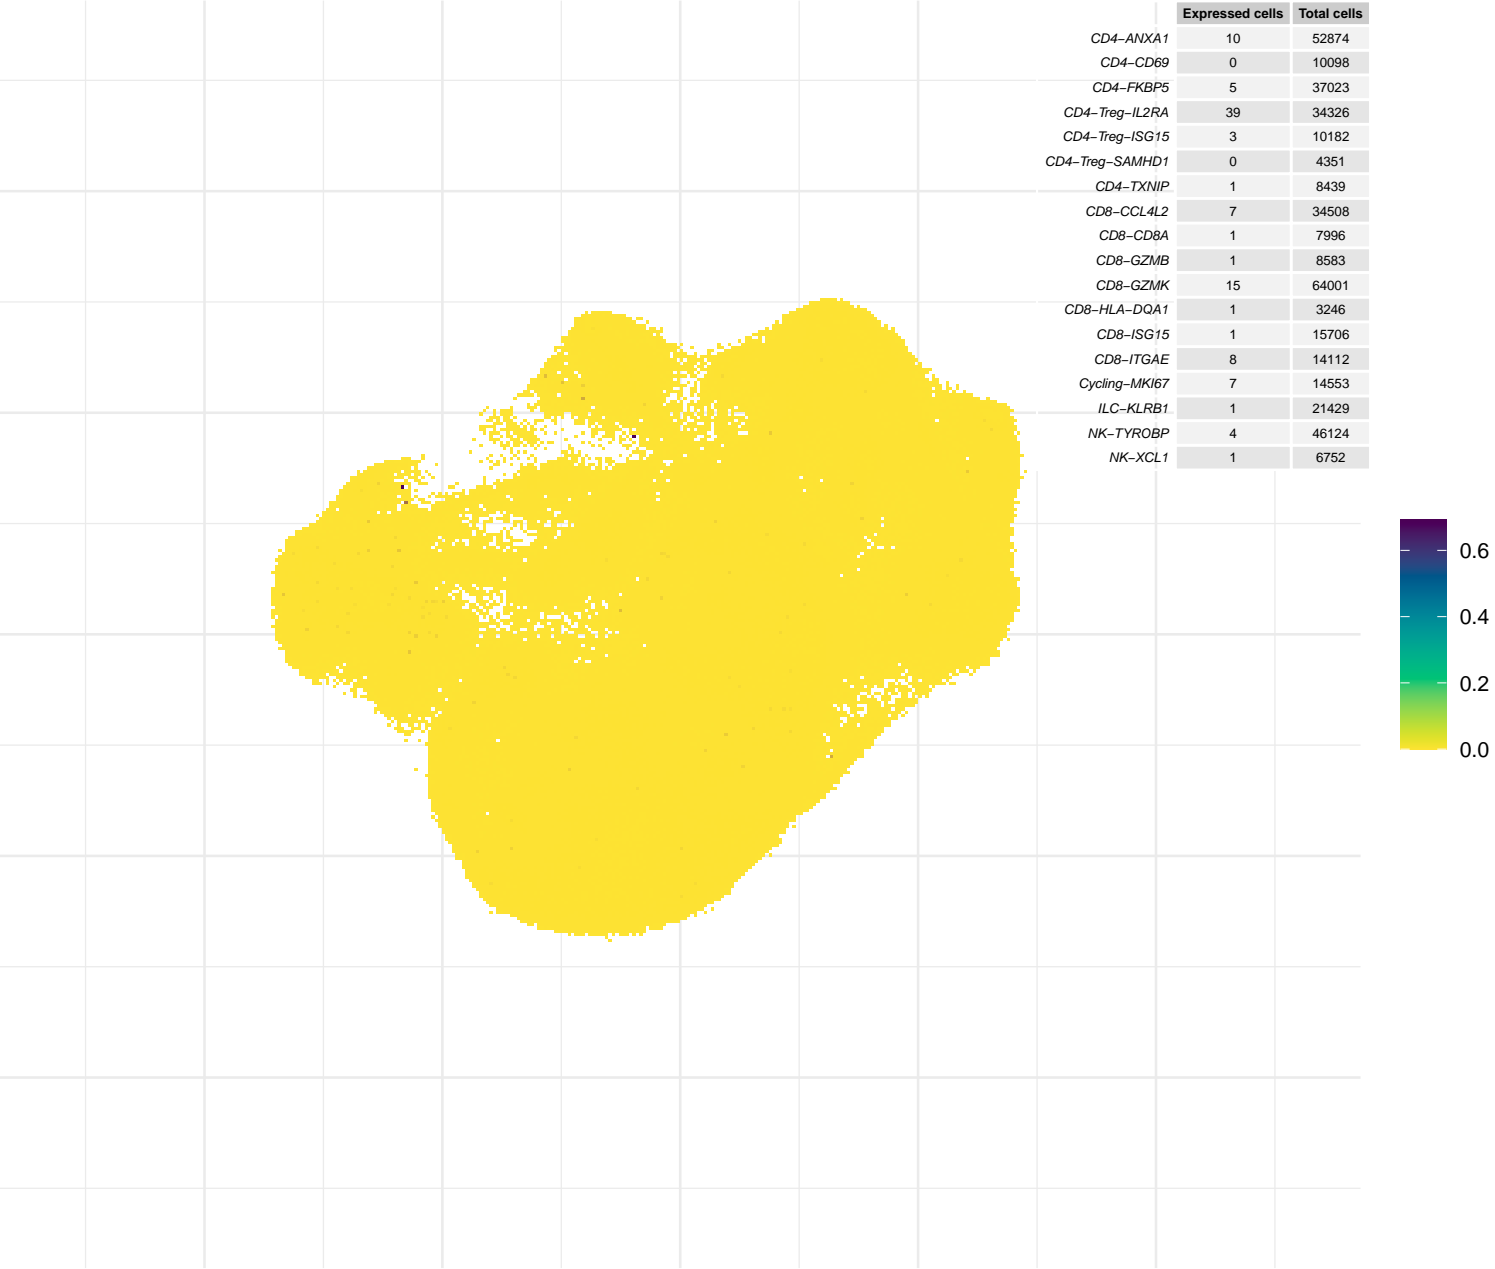 Expressed cells Total cells
CD4−ANXA1 10 52874
CD4−CD69 0 10098
CD4−FKBP5 5 37023
CD4−Treg−IL2RA 39 34326
CD4−Treg−ISG15 3 10182
CD4−Treg−SAMHD1 0 4351
CD4−TXNIP 1 8439
CD8−CCL4L2 7 34508
CD8−CD8A 1 7996
CD8−GZMB 1 8583
CD8−GZMK 15 64001
CD8−HLA−DQA1 1 3246
CD8−ISG15 1 15706
CD8−ITGAE 8 14112
Cycling−MKI67 7 14553
ILC−KLRB1 1 21429
NK−TYROBP 4 46124
NK−XCL1 1 6752
0.6
0.4
0.2
0.0